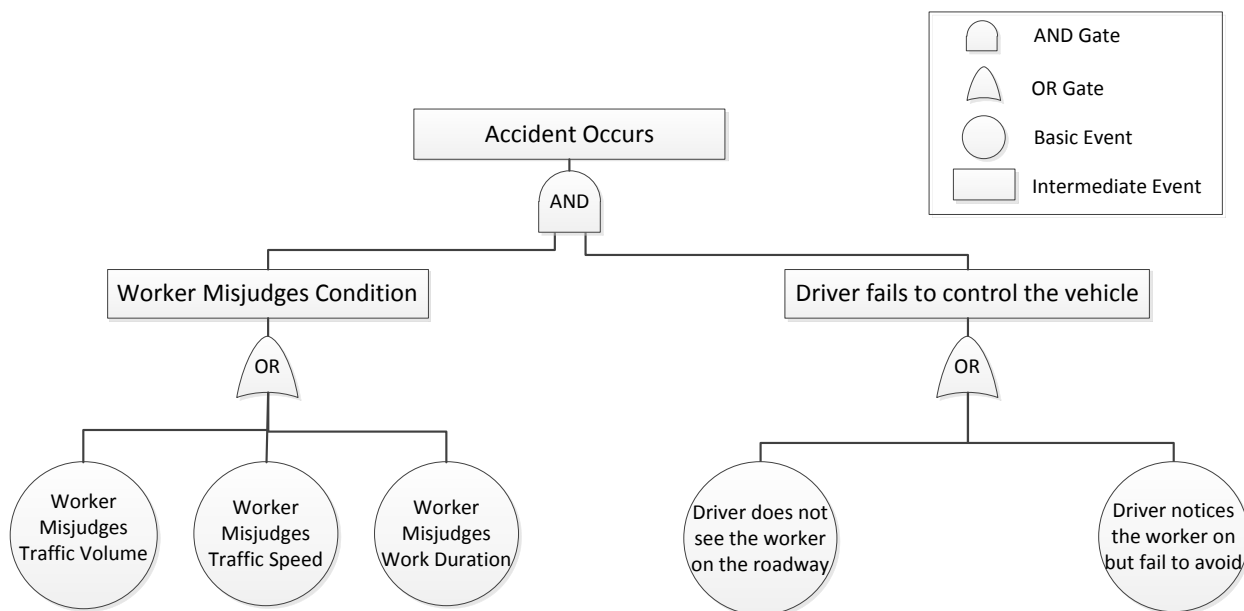 AND Gate
OR Gate
Basic Event
Intermediate Event
Accident Occurs
AND
Worker Misjudges Condition
Driver fails to control the vehicle
OR
OR
Worker
Misjudges
Traffic Volume
Worker
Misjudges
Traffic Speed
Worker
Misjudges
Work Duration
Driver does not
see the worker
on the roadway
Driver notices
the worker on
but fail to avoid